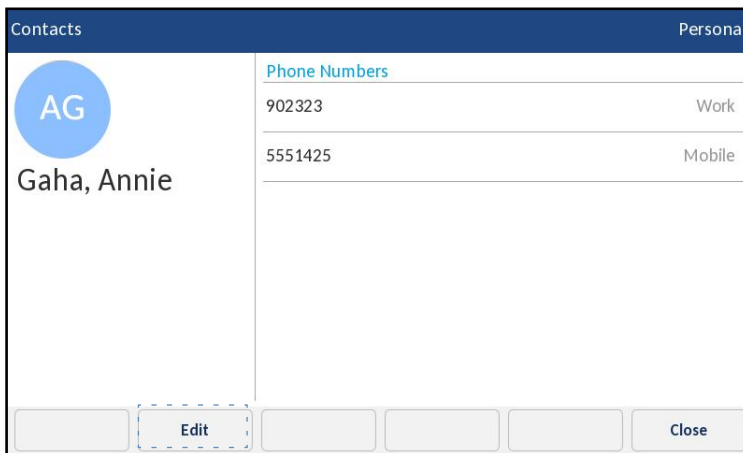 Contacts Persona
AG
Gaha, Annie
Phone Numbers
902323 Work
5551425 Mobile
Edit Close